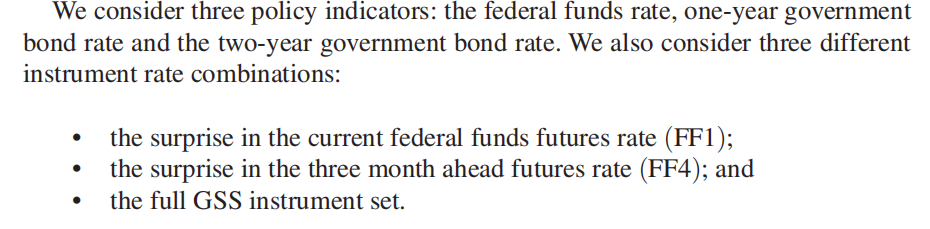 We consider three policy indicators: the federal funds rate, one-year government
bond rate and the two-year government bond rate. We also consider three different
instrument rate combinations:
• the surprise in the current federal funds futures rate (FF1);
• the surprise in the three month ahead futures rate (FF4); and
• the full GSS instrument set.